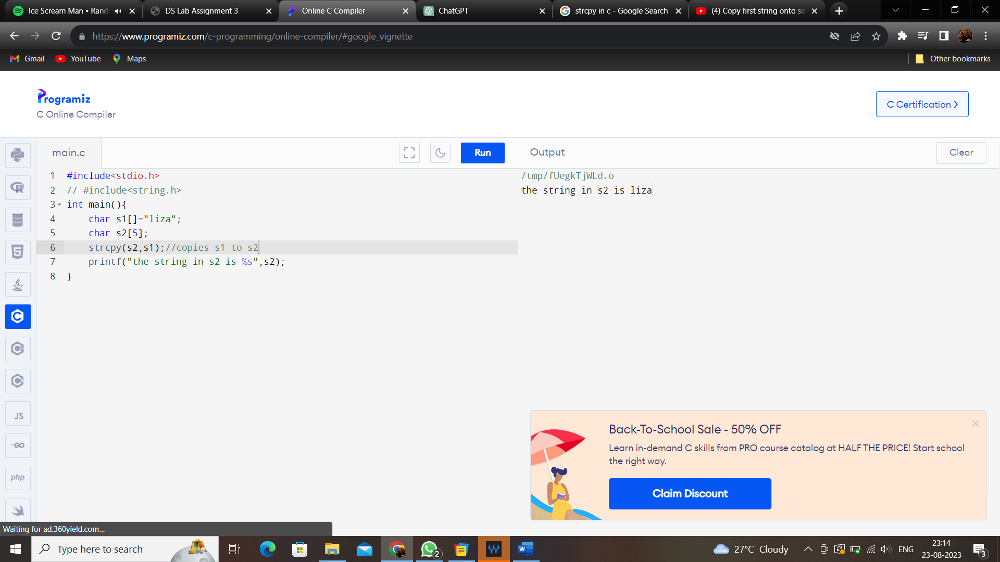 Ice Scream Man • Rand
DS Lab Assignment 3
Online C Compiler
ChatGPT
strcpy in c - Google Search
(4) Copy first string onto se
https://www.programiz.com/c-programming/online-compiler/#google_vignette
Gmail
YouTube
Maps
Other bookmarks
Programiz
C Online Compiler
C Certification >
main.c
Run
Output
Clear
1 #include<stdio.h>
2 // #include<string.h>
3 int main(){
4 char s1[]="liza";
5 char s2[5];
6 strcpy(s2,s1);//copies s1 to s2
7 printf("the string in s2 is %s",s2);
8 }
/tmp/fUegkTjWLd.o
the string in s2 is liza
JS
GO
php
Back-To-School Sale - 50% OFF
Learn in-demand C skills from PRO course catalog at HALF THE PRICE! Start school
the right way.
Claim Discount
Waiting for ad.360yield.com...
Type here to search
2
27°C Cloudy
ENG
23:14
23-08-2023
3